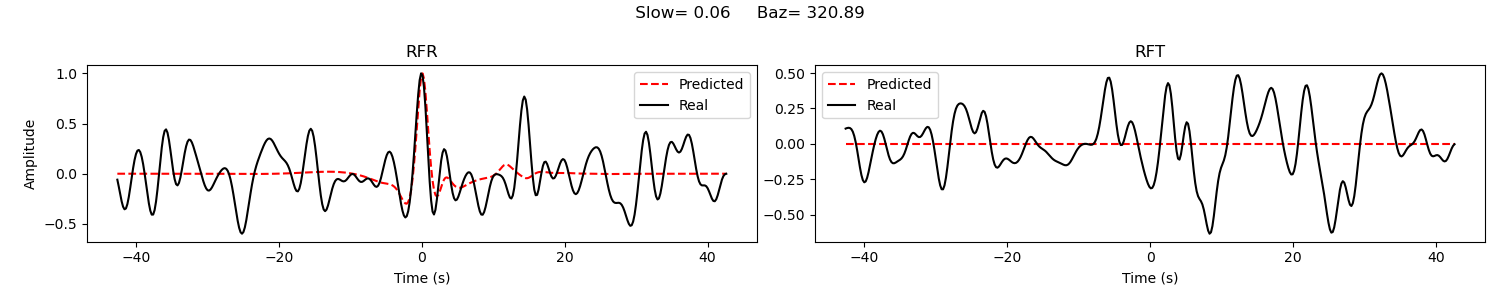 Slow= 0.06 Baz= 320.89
RFR
RFT
Amplitude
1.0
0.5
0.0
−0.5
Predicted
Real
−40
−20
0
20
40
Time (s)
0.50
0.25
0.00
−0.25
−0.50
Predicted
Real
−40
−20
0
20
40
Time (s)